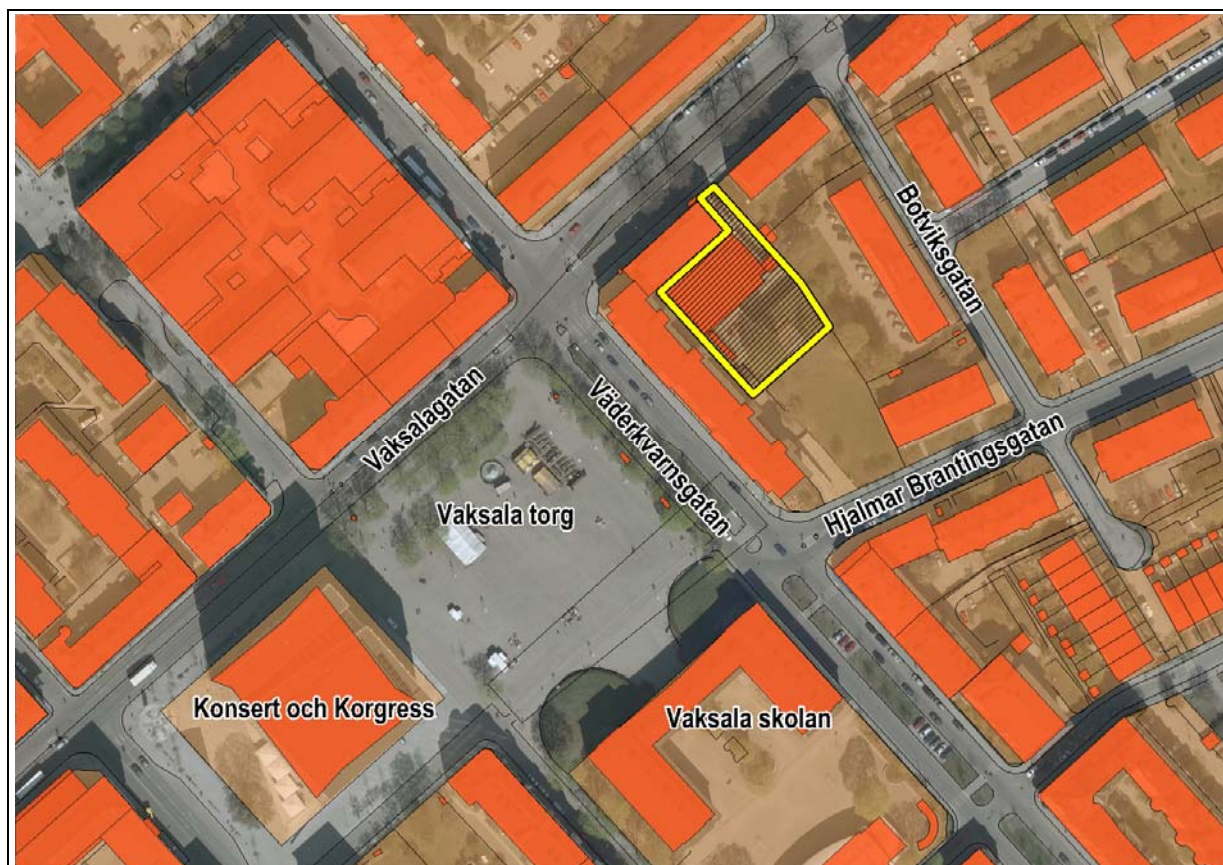 Botviksgatan
Vaksalagatan
Väderkvarnsgatan
Hjalmar Brantingsgatan
Vaksala torg
Konsert och Korgress
Vaksala skolan